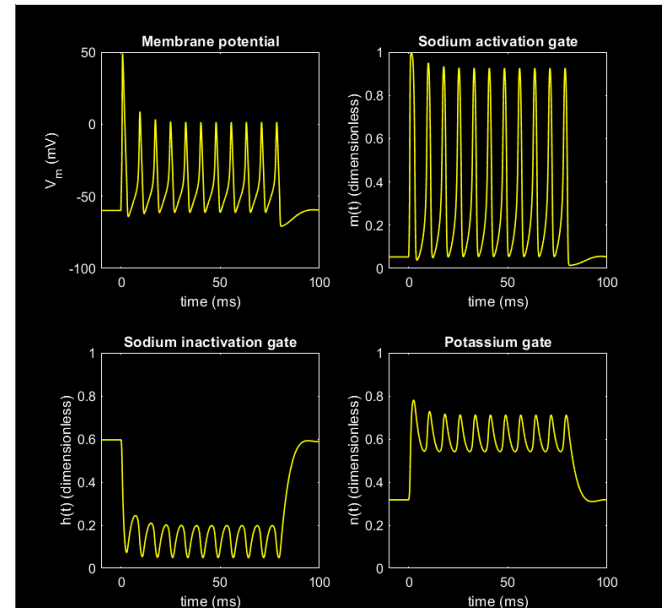 Membrane potential
50
0
-50
-100
V_m (mV)
0
50
100
time (ms)
Sodium activation gate
1
0.8
0.6
0.4
0.2
0
m(t) (dimensionless)
0
50
100
time (ms)
Sodium inactivation gate
1
0.8
0.6
0.4
0.2
0
h(t) (dimensionless)
0
50
100
time (ms)
Potassium gate
1
0.8
0.6
0.4
0.2
0
n(t) (dimensionless)
0
50
100
time (ms)